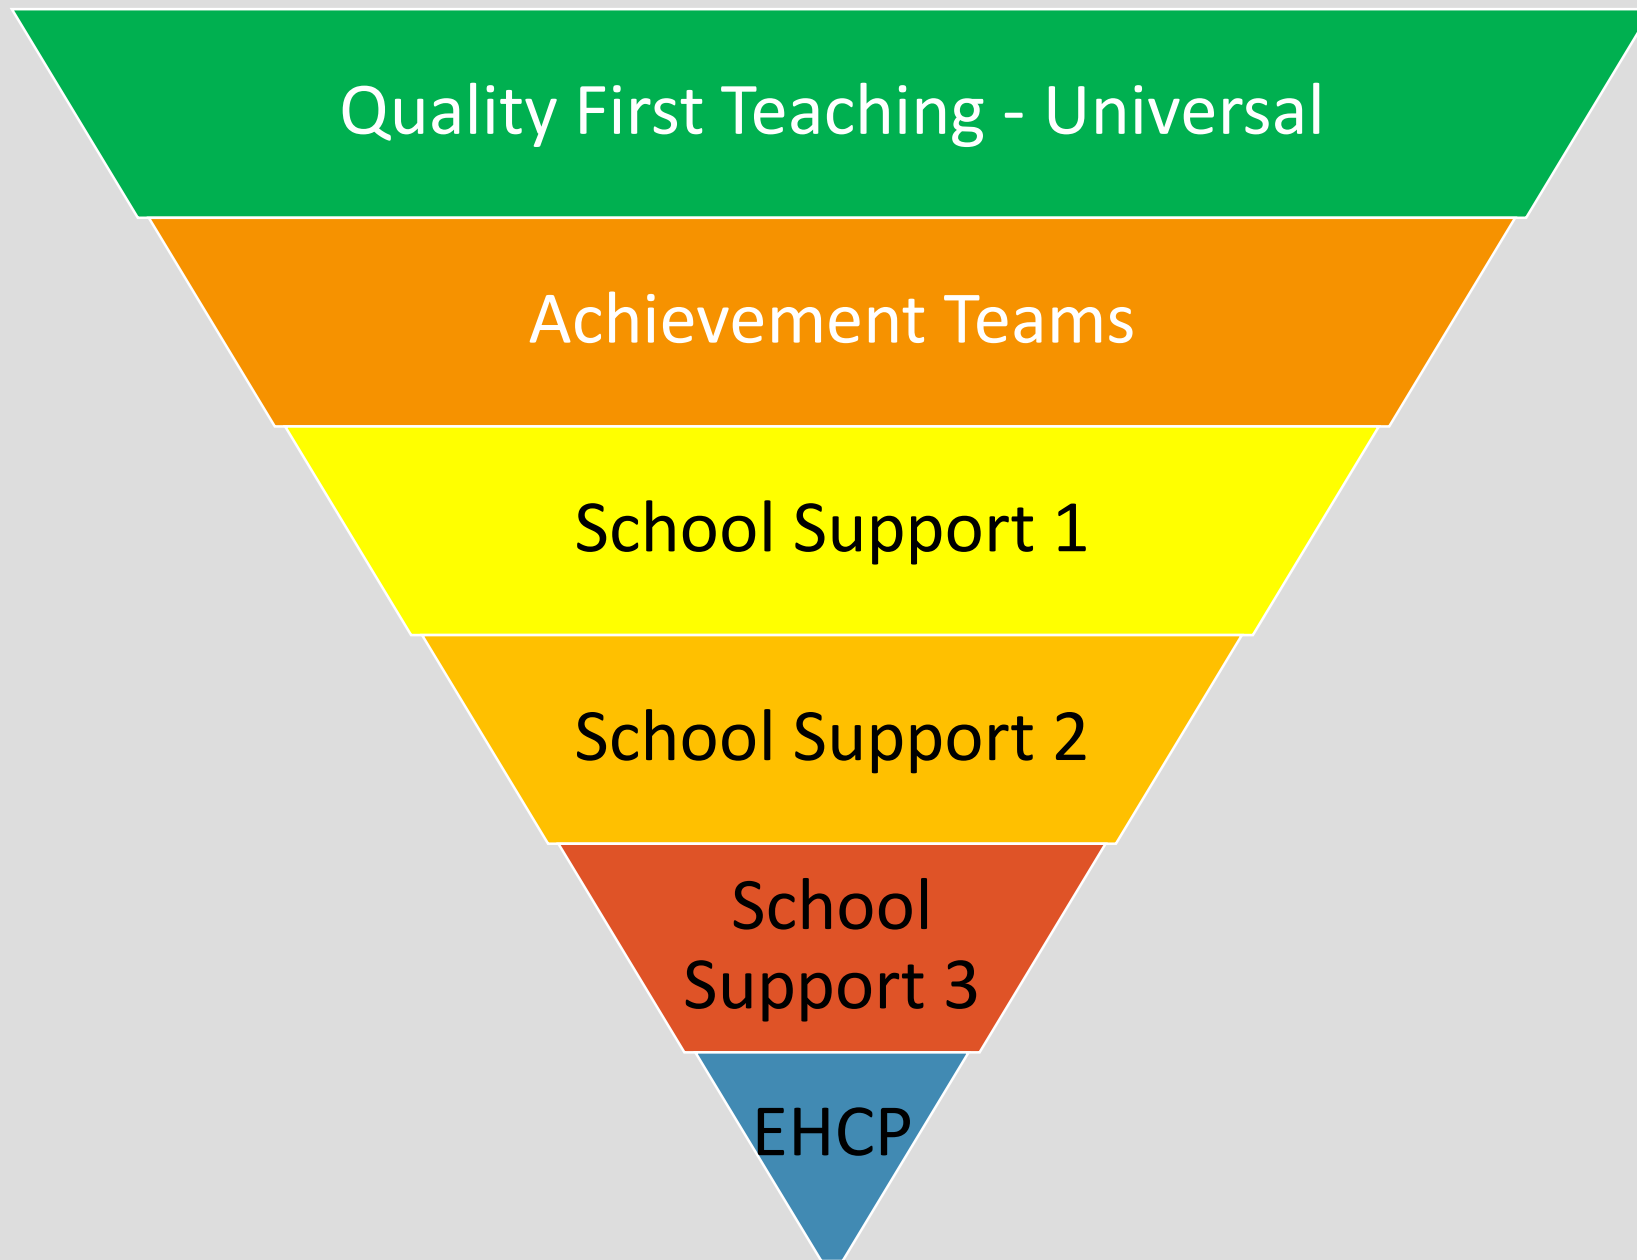 Quality First Teaching - Universal
Achievement Teams
School Support 1
School Support 2
School
Support 3
EHCP